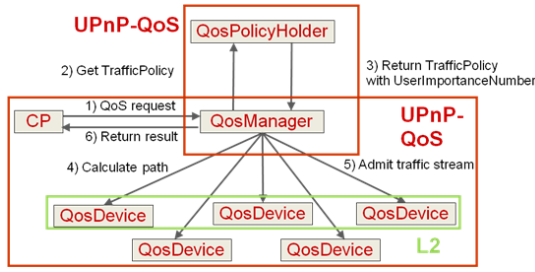 UPnP-QoS
QosPolicyHolder
2) Get TrafficPolicy
3) Return TrafficPolicy
with UserImportanceNumber
1) QoS request
CP
QosManager
UPnP-
QoS
6) Return result
4) Calculate path
5) Admit traffic stream
QosDevice
QosDevice
QosDevice
QosDevice
QosDevice
L2